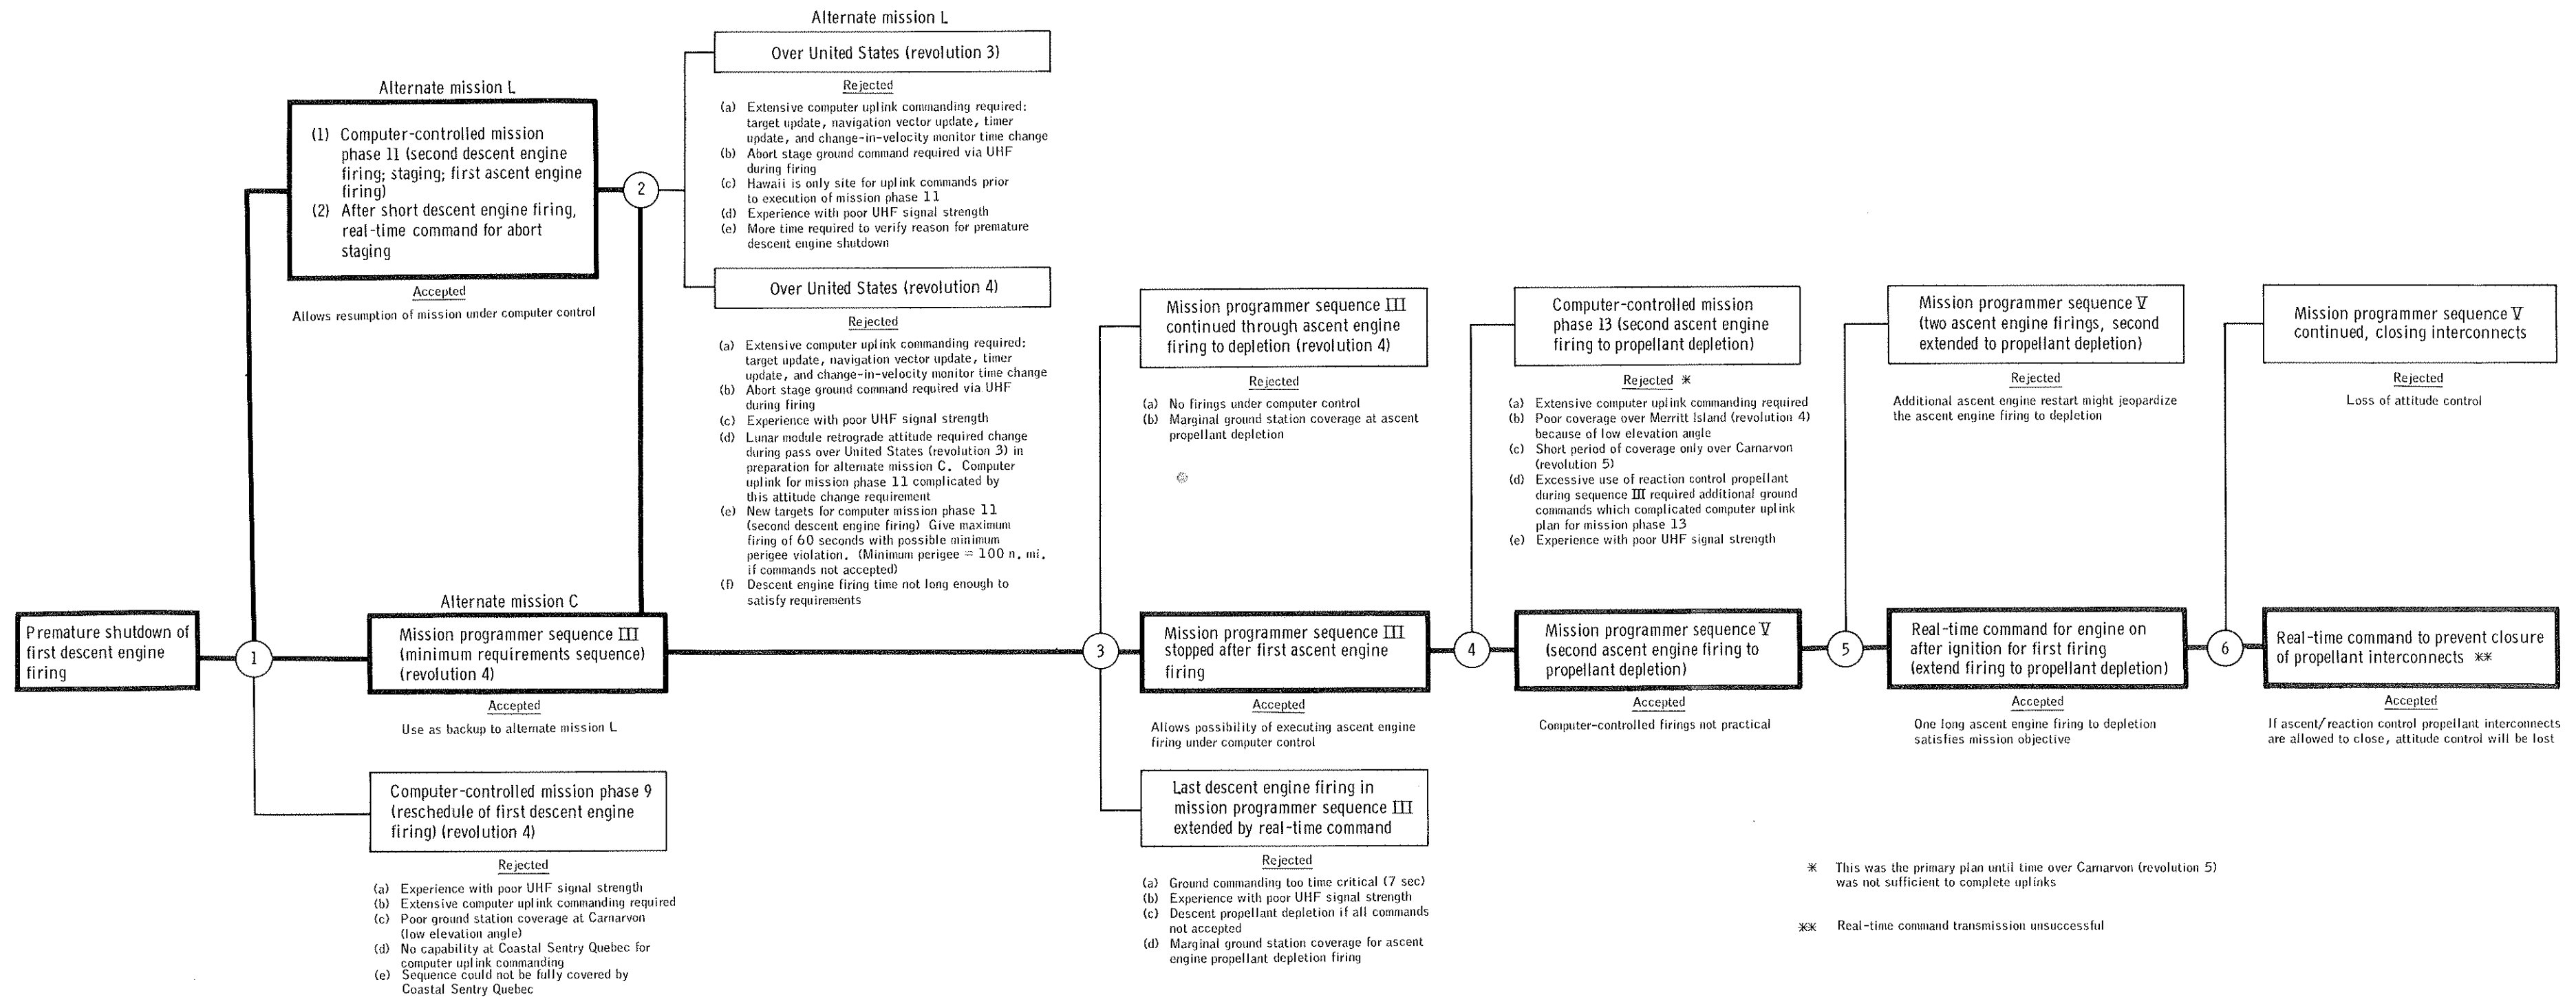 Alternate mission L
Over United States (revolution 3)
Rejected
(a) Extensive computer uplink commanding required:
target update, navigation vector update, timer
update, and change-in-velocity monitor time change
(b) Abort stage ground command required via UHF
during firing
(c) Hawaii is only site for uplink commands prior
to execution of mission phase 11
(d) Experience with poor UHF signal strength
(e) More time required to verify reason for premature
descent engine shutdown
Alternate mission L
(1) Computer-controlled mission
phase 11 (second descent engine
firing; staging; first ascent engine
firing)
(2) After short descent engine firing,
real-time command for abort
staging
Accepted
Allows resumption of mission under computer control
2
Over United States (revolution 4)
Rejected
(a) Extensive computer uplink commanding required:
target update, navigation vector update, timer
update, and change-in-velocity monitor time change
(b) Abort stage ground command required via UHF
during firing
(c) Experience with poor UHF signal strength
(d) Lunar module retrograde attitude required change
during pass over United States (revolution 3) in
preparation for alternate mission C. Computer
uplink for mission phase 11 complicated by
this attitude change requirement
(e) New targets for computer mission phase 11
(second descent engine firing) Give maximum
firing of 60 seconds with possible minimum
perigee violation. (Minimum perigee = 100 n. mi.
if commands not accepted)
(f) Descent engine firing time not long enough to
satisfy requirements
Premature shutdown of
first descent engine
firing
1
Alternate mission C
Mission programmer sequence III
(minimum requirements sequence)
(revolution 4)
Accepted
Use as backup to alternate mission L
Computer-controlled mission phase 9
(reschedule of first descent engine
firing) (revolution 4)
Rejected
(a) Experience with poor UHF signal strength
(b) Extensive computer uplink commanding required
(c) Poor ground station coverage at Carnarvon
(low elevation angle)
(d) No capability at Coastal Sentry Quebec for
computer uplink commanding
(e) Sequence could not be fully covered by
Coastal Sentry Quebec
Mission programmer sequence III
continued through ascent engine
firing to depletion (revolution 4)
Rejected
(a) No firings under computer control
(b) Marginal ground station coverage at ascent
propellant depletion
3
Mission programmer sequence III
stopped after first ascent engine
firing
Accepted
Allows possibility of executing ascent engine
firing under computer control
Last descent engine firing in
mission programmer sequence III
extended by real-time command
Rejected
(a) Ground commanding too time critical (7 sec)
(b) Experience with poor UHF signal strength
(c) Descent propellant depletion if all commands
not accepted
(d) Marginal ground station coverage for ascent
engine propellant depletion firing
Computer-controlled mission
phase 13 (second ascent engine
firing to propellant depletion)
Rejected *
(a) Extensive computer uplink commanding required
(b) Poor coverage over Merritt Island (revolution 4)
because of low elevation angle
(c) Short period of coverage only over Carnarvon
(revolution 5)
(d) Excessive use of reaction control propellant
during sequence III required additional ground
commands which complicated computer uplink
plan for mission phase 13
(e) Experience with poor UHF signal strength
4
Mission programmer sequence V
(second ascent engine firing to
propellant depletion)
Accepted
Computer-controlled firings not practical
Mission programmer sequence V
(two ascent engine firings, second
extended to propellant depletion)
Rejected
Additional ascent engine restart might jeopardize
the ascent engine firing to depletion
5
Real-time command for engine on
after ignition for first firing
(extend firing to propellant depletion)
Accepted
One long ascent engine firing to depletion
satisfies mission objective
Mission programmer sequence V
continued, closing interconnects
Rejected
Loss of attitude control
6
Real-time command to prevent closure
of propellant interconnects **
Accepted
If ascent/reaction control propellant interconnects
are allowed to close, attitude control will be lost
* This was the primary plan until time over Carnarvon (revolution 5)
was not sufficient to complete uplinks
** Real-time command transmission unsuccessful